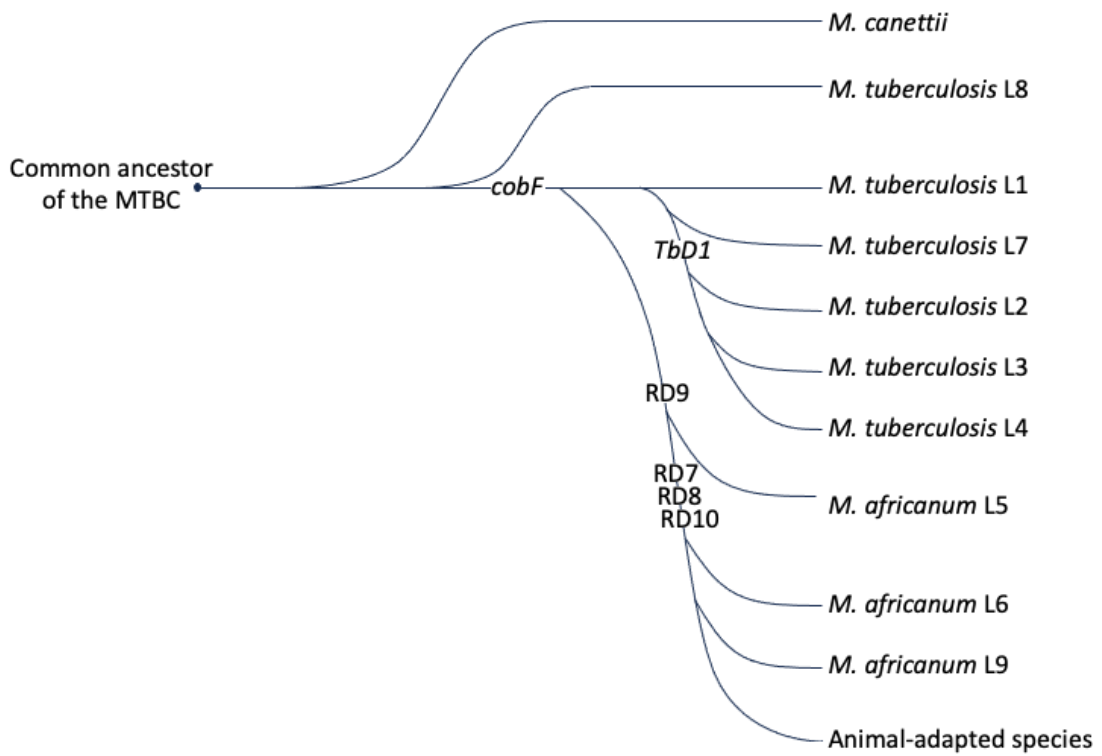 M. canettii
M. tuberculosis L8
Common ancestor
of the MTBC
cobF
M. tuberculosis L1
M. tuberculosis L7
TbD1
M. tuberculosis L2
M. tuberculosis L3
RD9
M. tuberculosis L4
RD7
RD8
RD10
M. africanum L5
M. africanum L6
M. africanum L9
Animal-adapted species